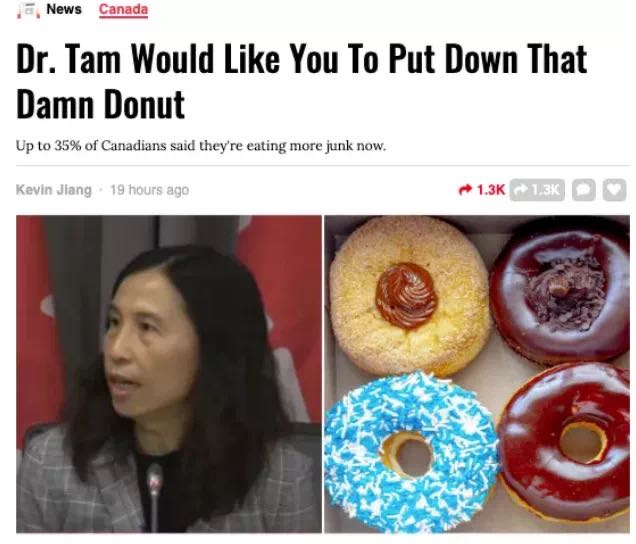 News Canada
Dr. Tam Would Like You To Put Down That
Damn Donut
Up to 35% of Canadians said they're eating more junk now.
Kevin Jiang · 19 hours ago
1.3K 1.3K